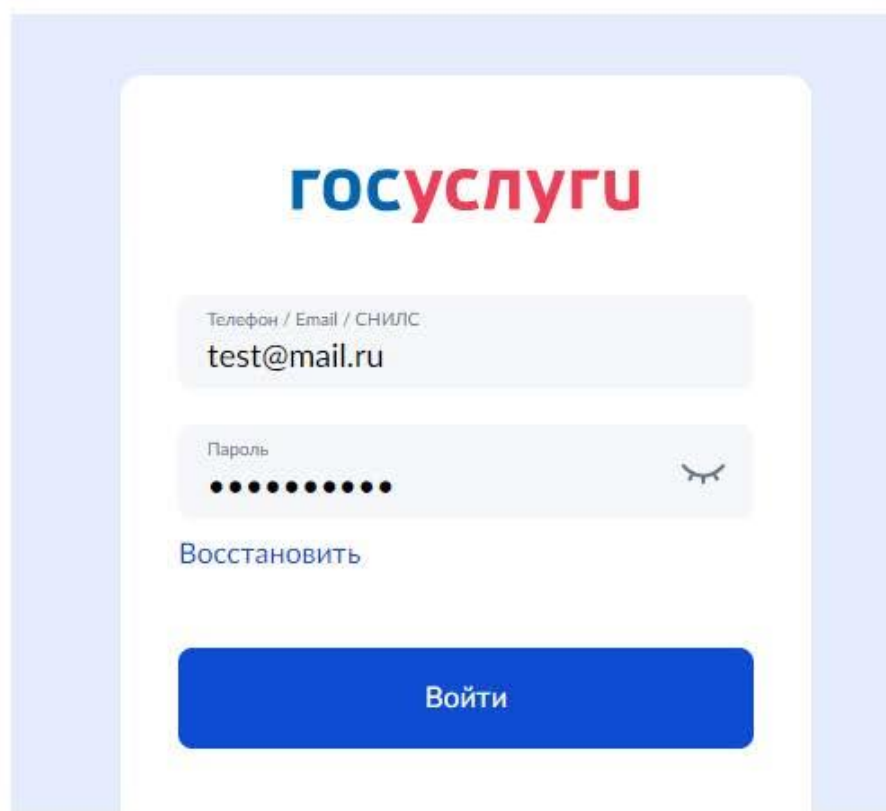 госуслуги
Телефон / Email / СНИЛС
test@mail.ru
Пароль
••••••••••
Восстановить
Войти